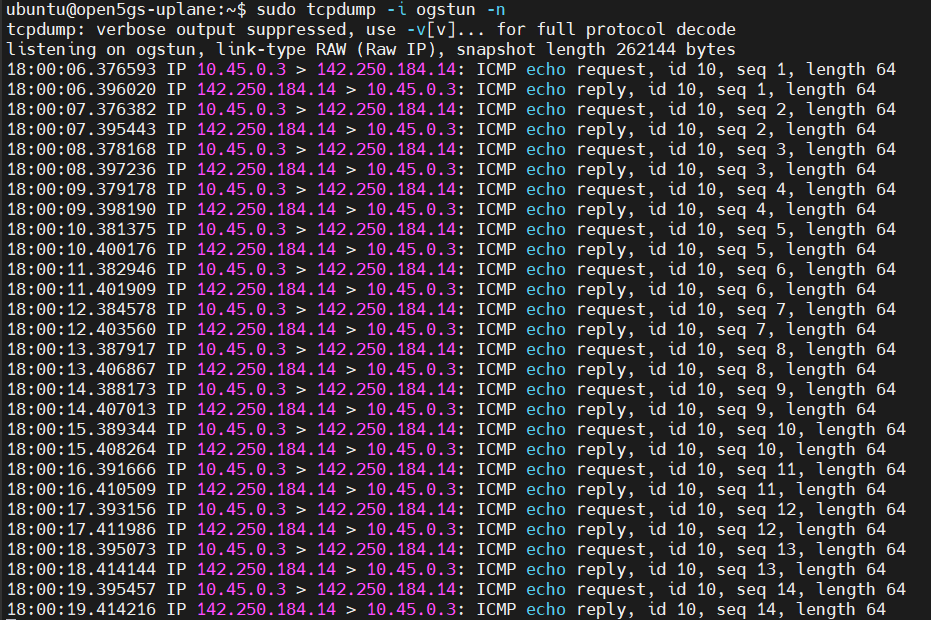 ubuntu@open5gs-uplane:~$ sudo tcpdump -i ogstun -n
tcpdump: verbose output suppressed, use -v[v]... for full protocol decode
listening on ogstun, link-type RAW (Raw IP), snapshot length 262144 bytes
18:00:06.376593 IP 10.45.0.3 > 142.250.184.14: ICMP echo request, id 10, seq 1, length 64
18:00:06.396020 IP 142.250.184.14 > 10.45.0.3: ICMP echo reply, id 10, seq 1, length 64
18:00:07.376382 IP 10.45.0.3 > 142.250.184.14: ICMP echo request, id 10, seq 2, length 64
18:00:07.395443 IP 142.250.184.14 > 10.45.0.3: ICMP echo reply, id 10, seq 2, length 64
18:00:08.378168 IP 10.45.0.3 > 142.250.184.14: ICMP echo request, id 10, seq 3, length 64
18:00:08.397236 IP 142.250.184.14 > 10.45.0.3: ICMP echo reply, id 10, seq 3, length 64
18:00:09.379178 IP 10.45.0.3 > 142.250.184.14: ICMP echo request, id 10, seq 4, length 64
18:00:09.398190 IP 142.250.184.14 > 10.45.0.3: ICMP echo reply, id 10, seq 4, length 64
18:00:10.381375 IP 10.45.0.3 > 142.250.184.14: ICMP echo request, id 10, seq 5, length 64
18:00:10.400176 IP 142.250.184.14 > 10.45.0.3: ICMP echo reply, id 10, seq 5, length 64
18:00:11.382946 IP 10.45.0.3 > 142.250.184.14: ICMP echo request, id 10, seq 6, length 64
18:00:11.401909 IP 142.250.184.14 > 10.45.0.3: ICMP echo reply, id 10, seq 6, length 64
18:00:12.384578 IP 10.45.0.3 > 142.250.184.14: ICMP echo request, id 10, seq 7, length 64
18:00:12.403560 IP 142.250.184.14 > 10.45.0.3: ICMP echo reply, id 10, seq 7, length 64
18:00:13.387917 IP 10.45.0.3 > 142.250.184.14: ICMP echo request, id 10, seq 8, length 64
18:00:13.406867 IP 142.250.184.14 > 10.45.0.3: ICMP echo reply, id 10, seq 8, length 64
18:00:14.388173 IP 10.45.0.3 > 142.250.184.14: ICMP echo request, id 10, seq 9, length 64
18:00:14.407013 IP 142.250.184.14 > 10.45.0.3: ICMP echo reply, id 10, seq 9, length 64
18:00:15.389344 IP 10.45.0.3 > 142.250.184.14: ICMP echo request, id 10, seq 10, length 64
18:00:15.408264 IP 142.250.184.14 > 10.45.0.3: ICMP echo reply, id 10, seq 10, length 64
18:00:16.391666 IP 10.45.0.3 > 142.250.184.14: ICMP echo request, id 10, seq 11, length 64
18:00:16.410509 IP 142.250.184.14 > 10.45.0.3: ICMP echo reply, id 10, seq 11, length 64
18:00:17.393156 IP 10.45.0.3 > 142.250.184.14: ICMP echo request, id 10, seq 12, length 64
18:00:17.411986 IP 142.250.184.14 > 10.45.0.3: ICMP echo reply, id 10, seq 12, length 64
18:00:18.395073 IP 10.45.0.3 > 142.250.184.14: ICMP echo request, id 10, seq 13, length 64
18:00:18.414144 IP 142.250.184.14 > 10.45.0.3: ICMP echo reply, id 10, seq 13, length 64
18:00:19.395457 IP 10.45.0.3 > 142.250.184.14: ICMP echo request, id 10, seq 14, length 64
18:00:19.414216 IP 142.250.184.14 > 10.45.0.3: ICMP echo reply, id 10, seq 14, length 64